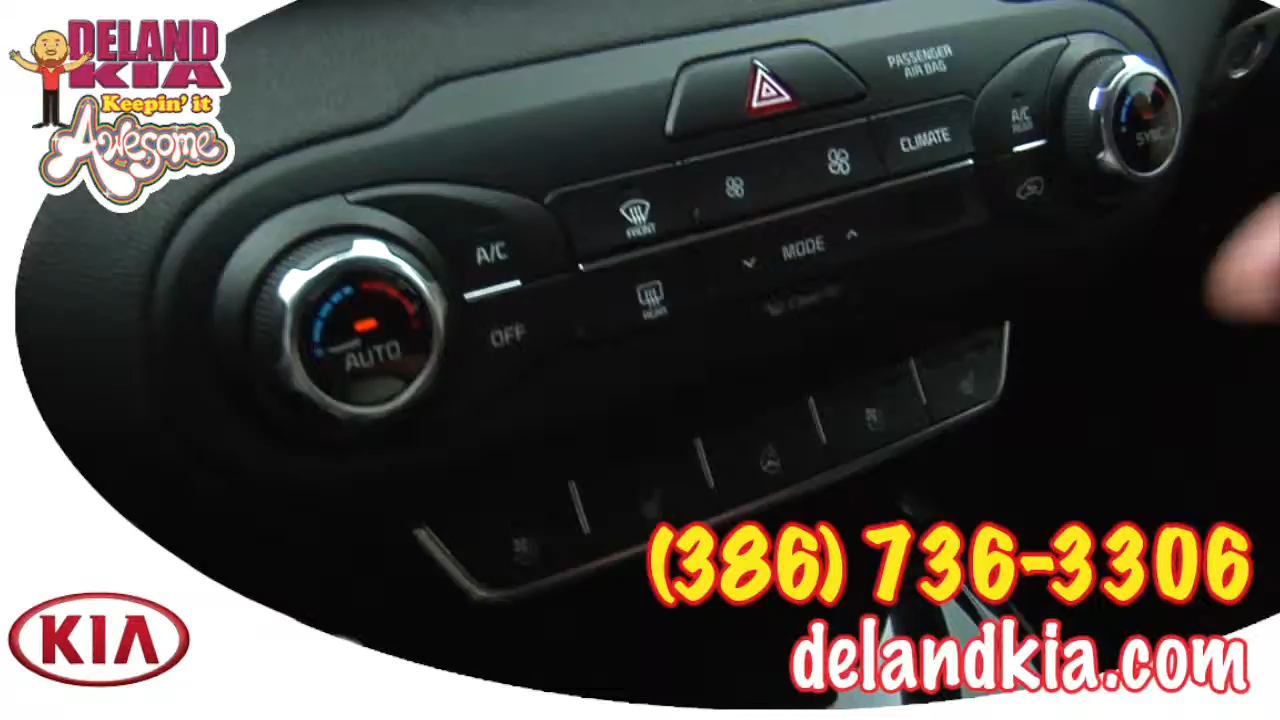 DELAND
KIA
Keepin' it
Awesome
PASSENGER
AIR BAG
A/C
SYNC
CLIMATE
FRONT
A/C
MODE
REAR
OFF
AUTO
(386) 736-3306
delandkia.com
KIA